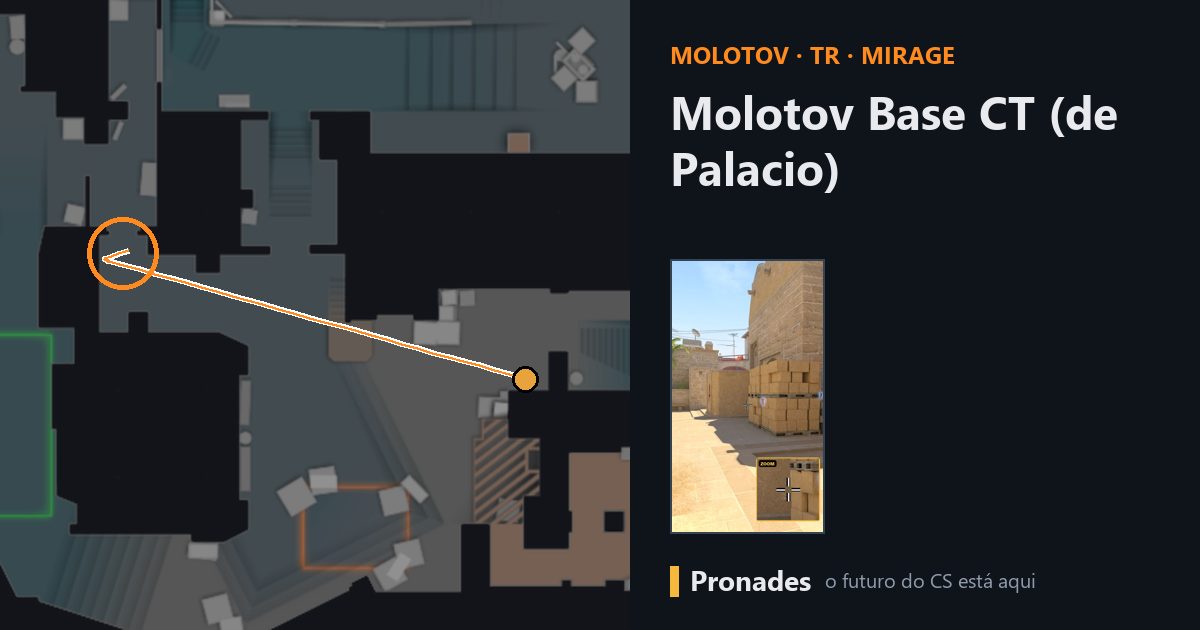 MOLOTOV · TR · MIRAGE
Molotov Base CT (de
Palacio)
ZOOM
Pronades o futuro do CS está aqui